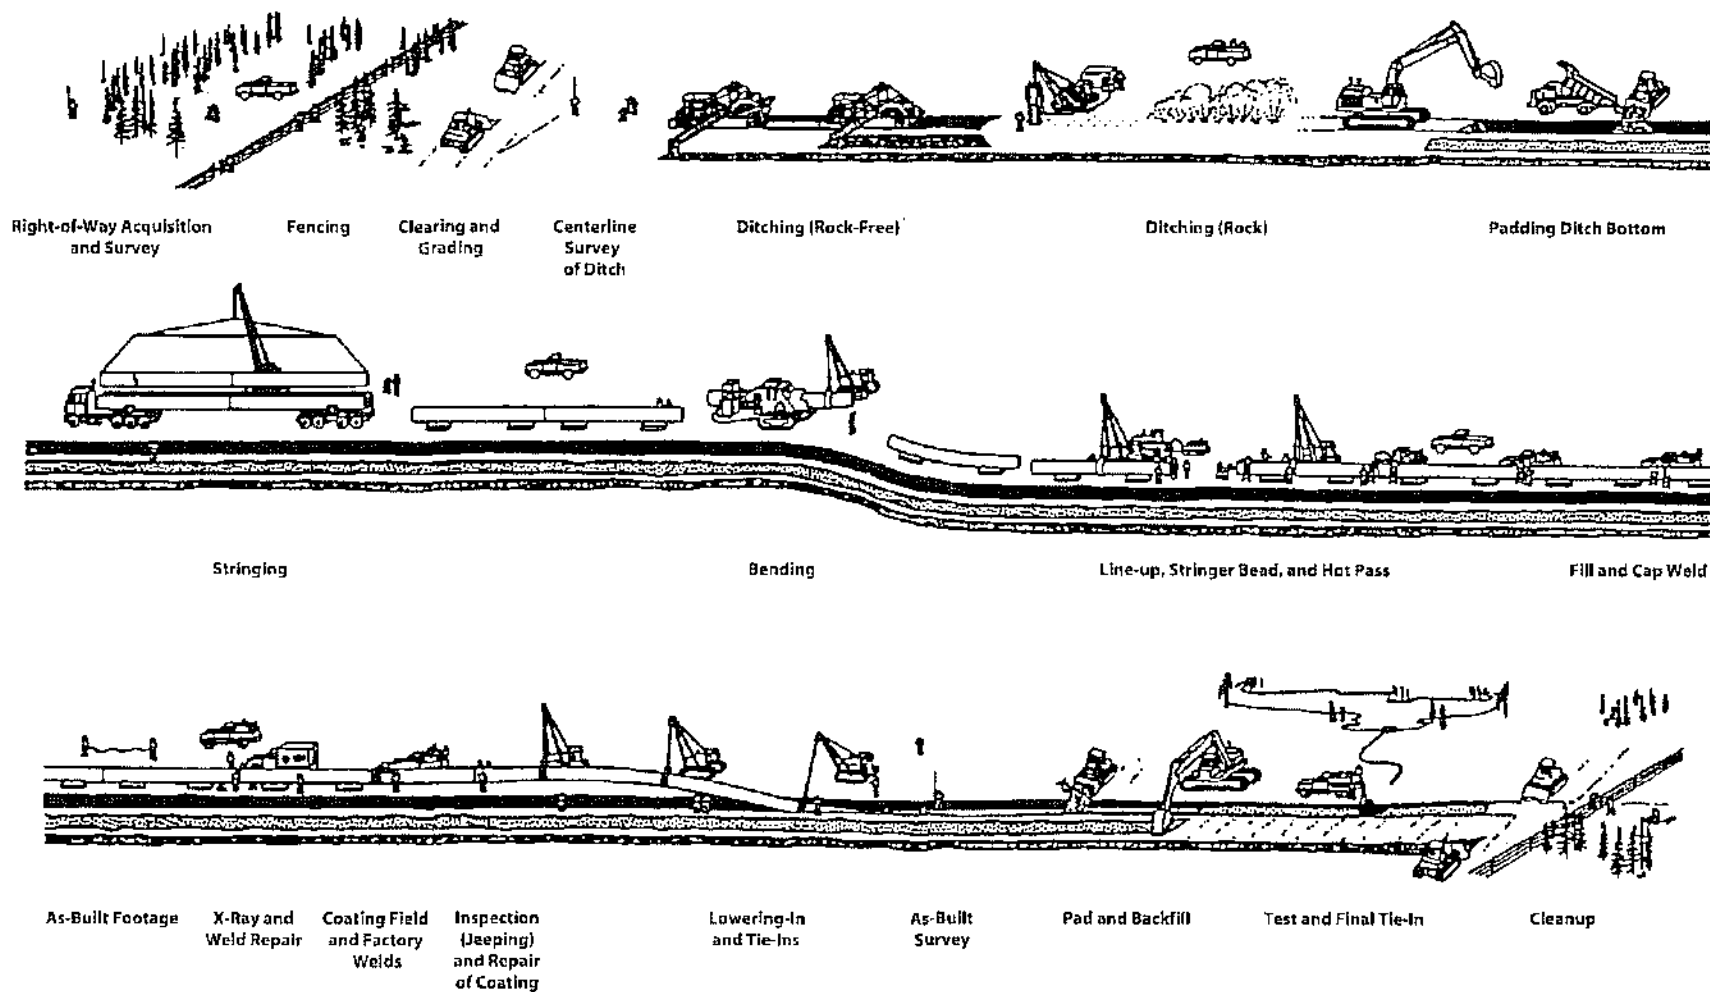 Right-of-Way Acquisition
and Survey
Fencing
Clearing and
Grading
Centerline
Survey
of Ditch
Ditching (Rock-Free)
Ditching (Rock)
Padding Ditch Bottom
Stringing
Bending
Line-up, Stringer Bead, and Hot Pass
Fill and Cap Weld
As-Built Footage
X-Ray and
Weld Repair
Coating Field
and Factory
Welds
Inspection
(Jeeping)
and Repair
of Coating
Lowering-In
and Tie-Ins
As-Built
Survey
Pad and Backfill
Test and Final Tie-In
Cleanup